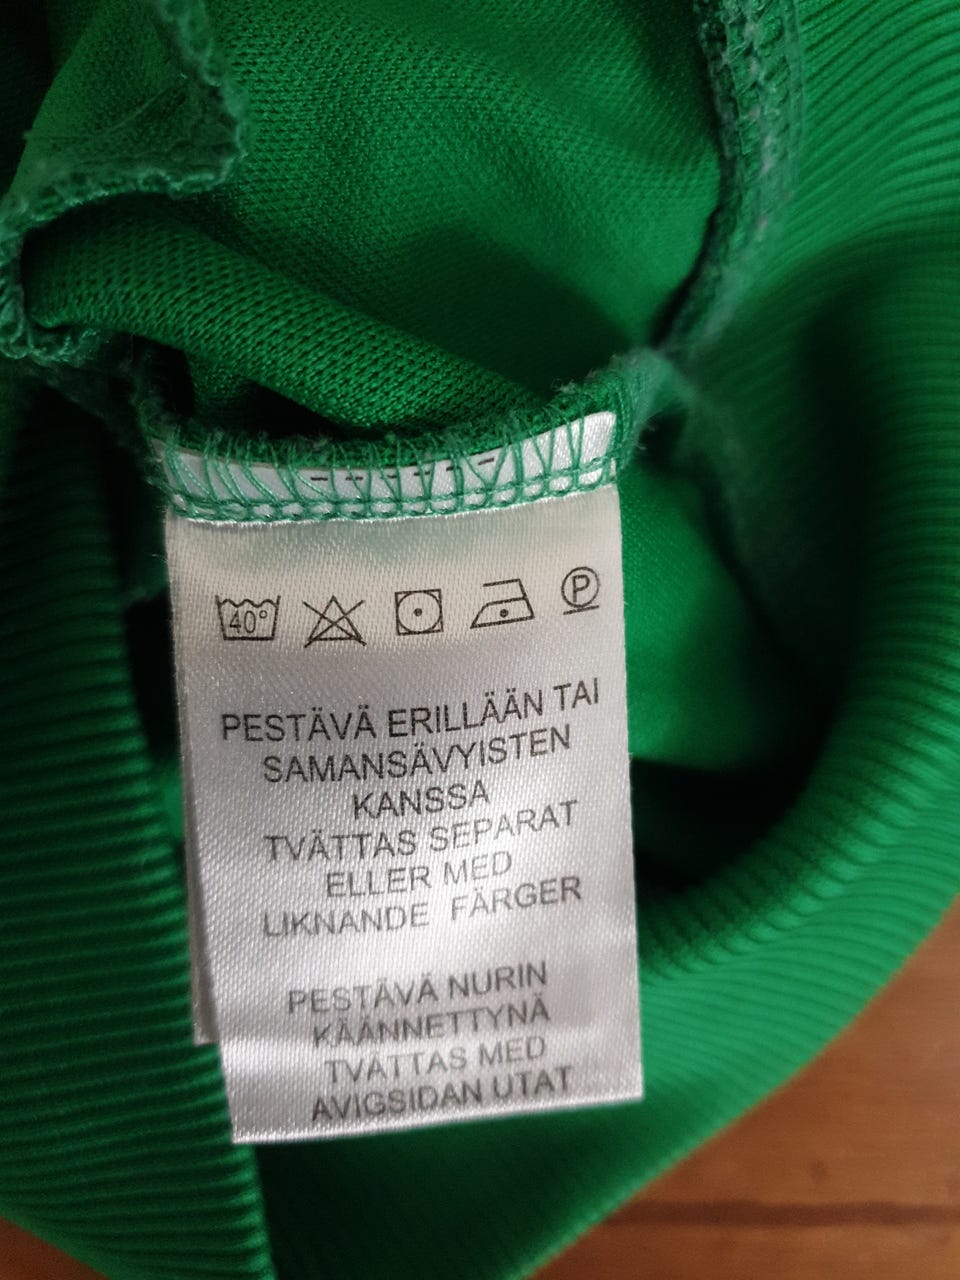 40° P
PESTÄVÄ ERILLÄÄN TAI
SAMANSÄVYISTEN
KANSSA
TVÄTTAS SEPARAT
ELLER MED
LIKNANDE FÄRGER
PESTÄVÄ NURIN
KÄÄNNETTYNÄ
TVÄTTAS MED
AVIGSIDAN UTAT